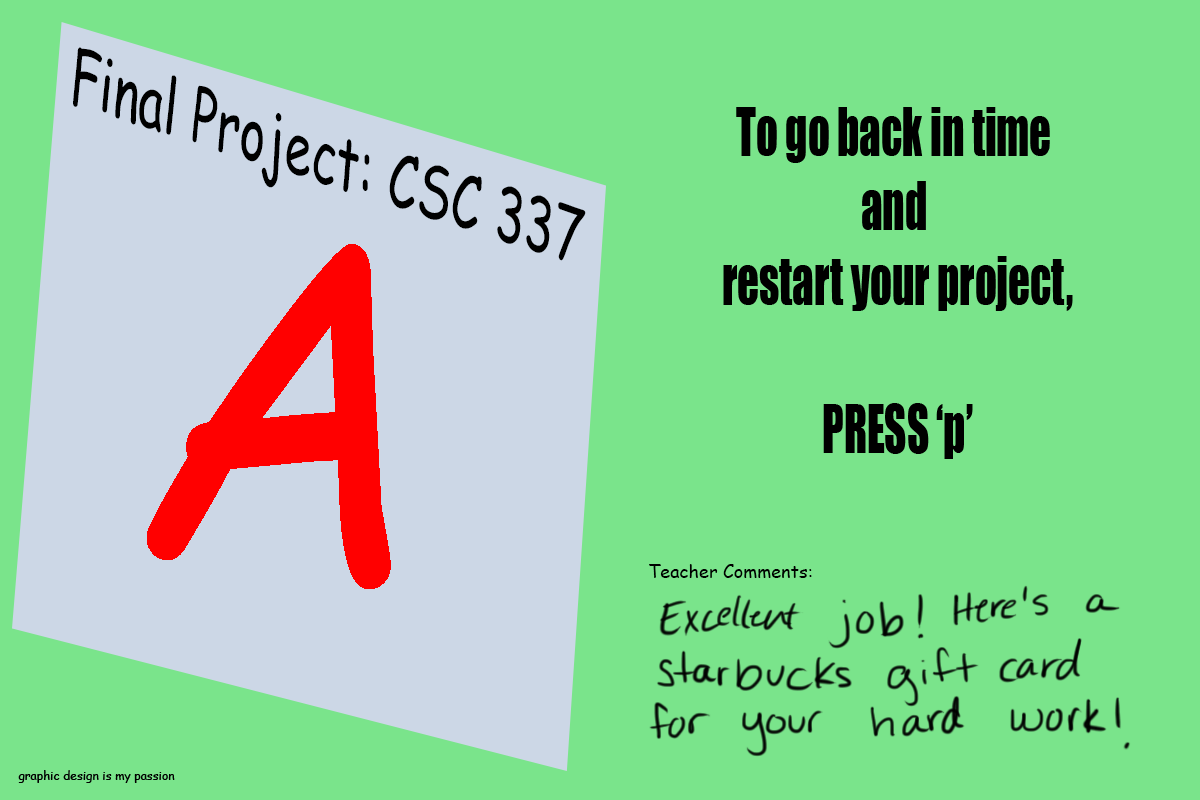 Final Project: CSC 337
A
To go back in time
and
restart your project,
PRESS ‘p’
Teacher Comments:
Excellent job! Here's a
starbucks gift card
for your hard work!
graphic design is my passion